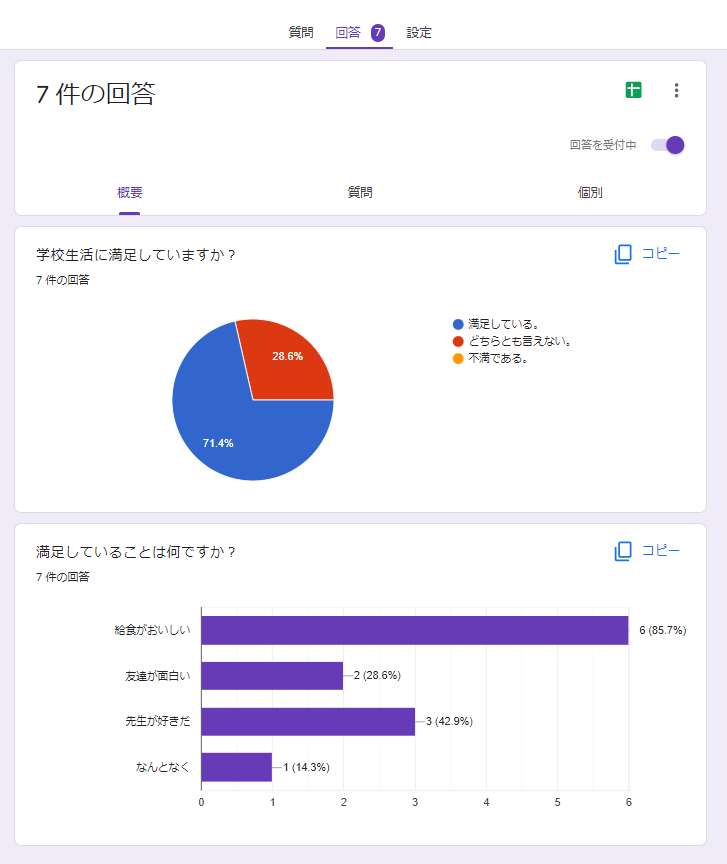 質問 回答 7 設定
7 件の回答
回答を受付中
概要 質問 個別
学校生活に満足していますか？ コピー
7 件の回答
満足している。
どちらとも言えない。
不満である。
28.6%
71.4%
満足していることは何ですか？ コピー
7 件の回答
給食がおいしい 6 (85.7%)
友達が面白い 2 (28.6%)
先生が好きだ 3 (42.9%)
なんとなく 1 (14.3%)
0 1 2 3 4 5 6